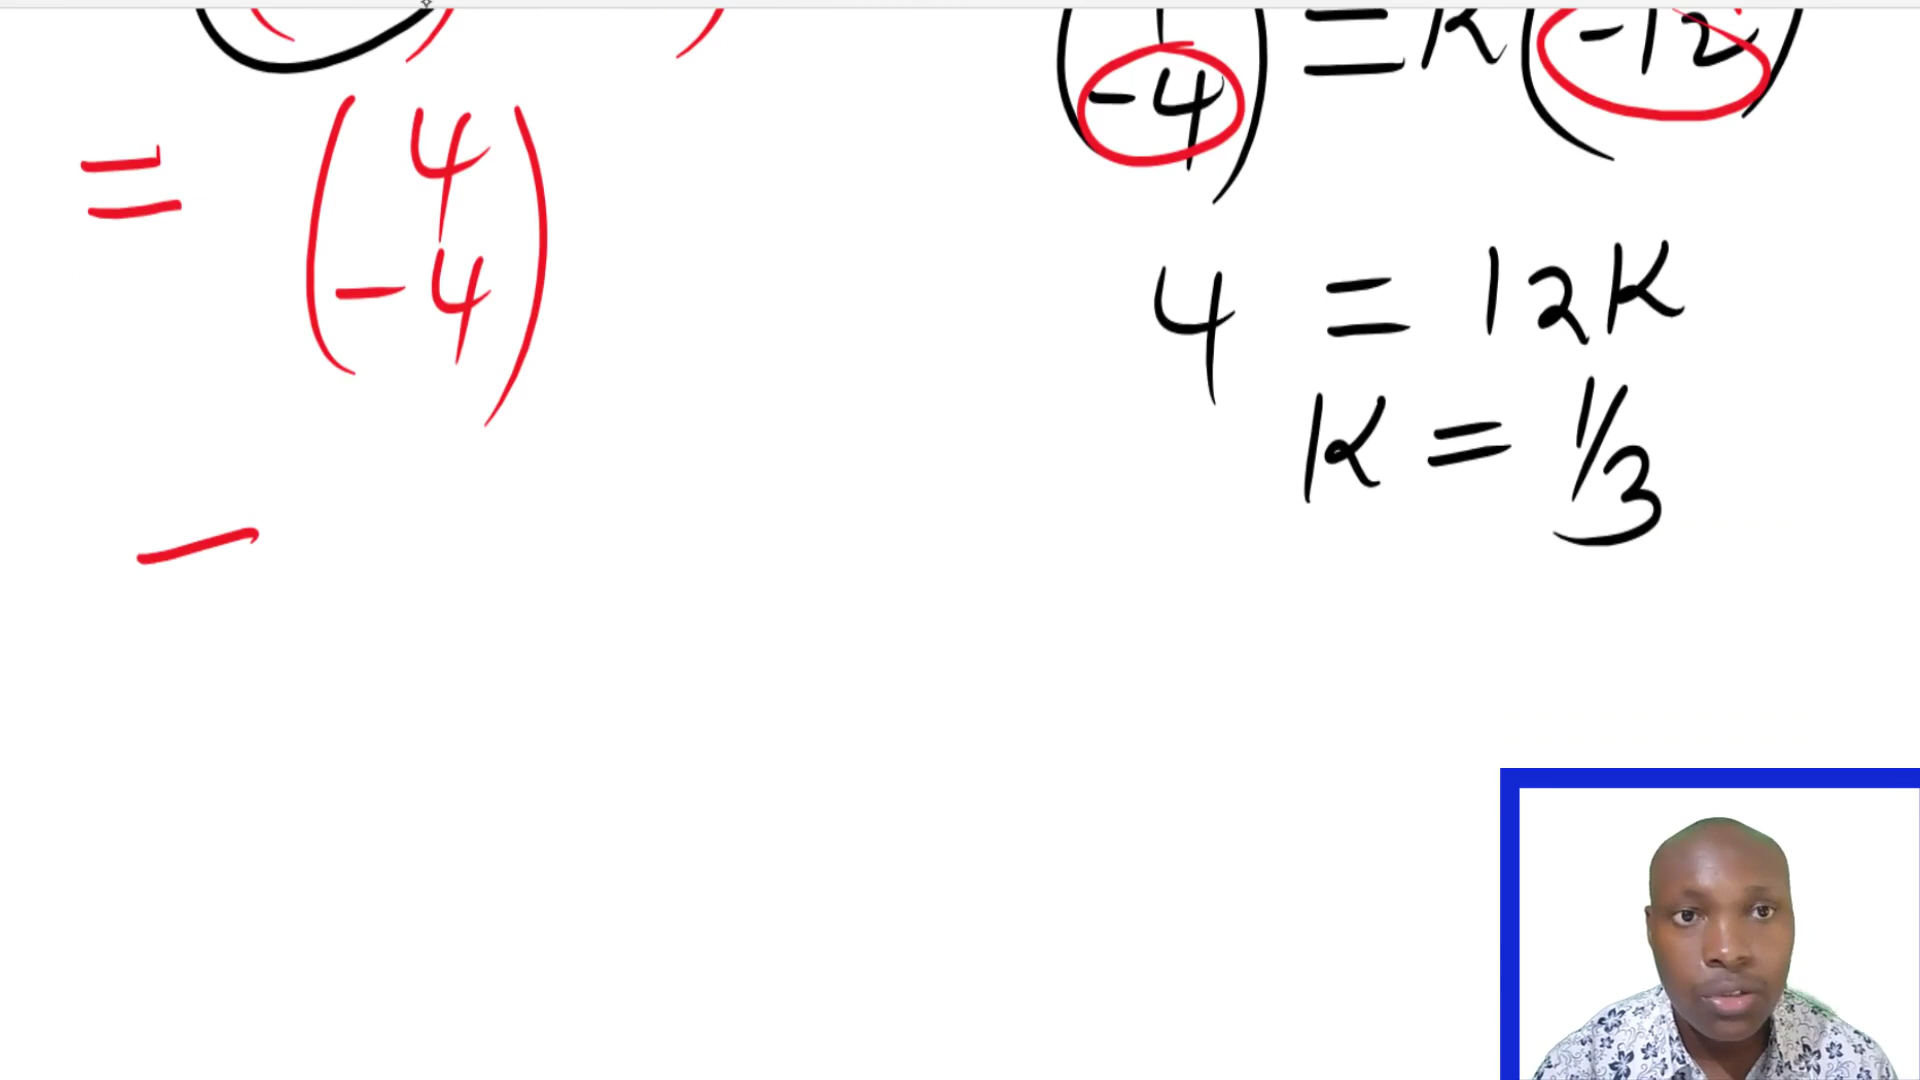 = ( 4
-4 )
-4 = K ( -12
4 = 12K
K = 1/3